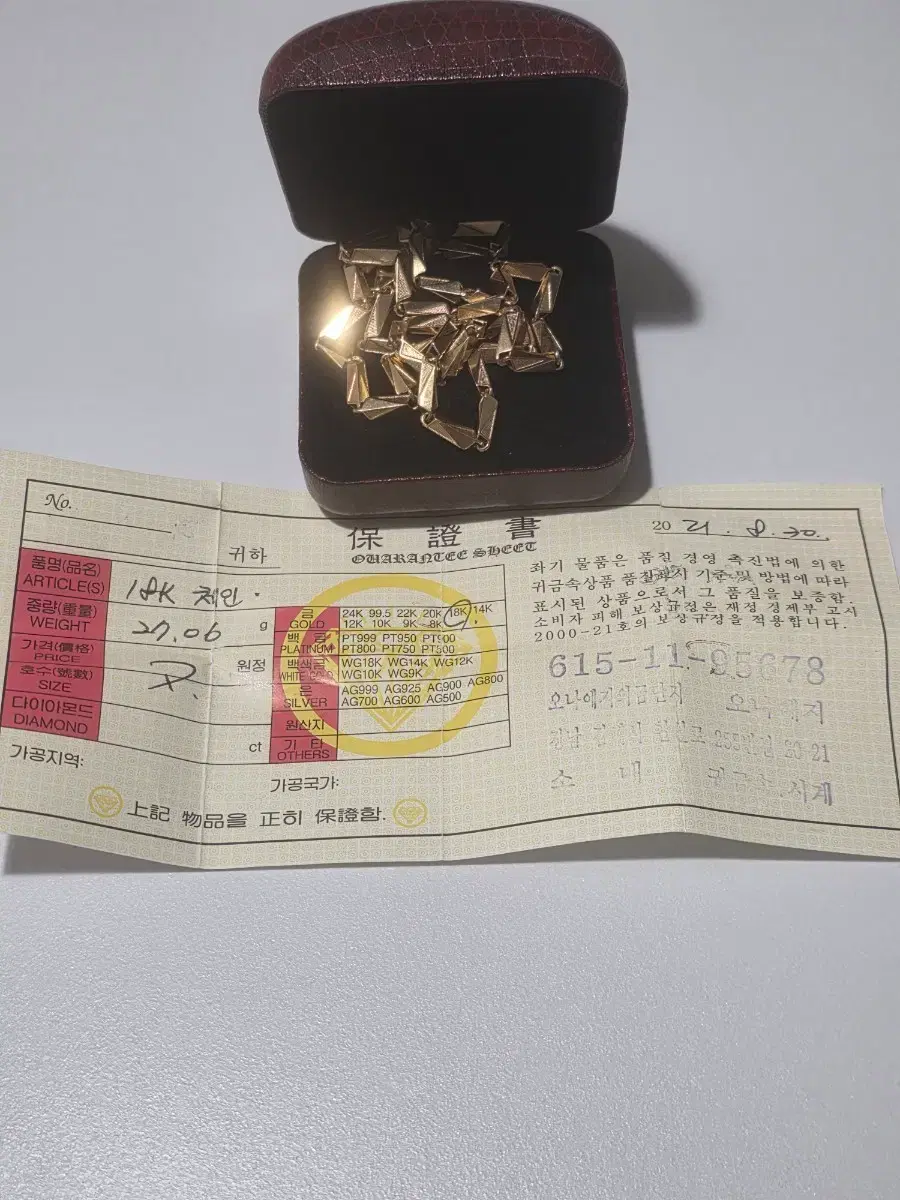 No.
귀하
保 證 書
QUARANTEE SHEET
20 21 . 8 . 30 .
품명(品名)
ARTICLE(S)
18K 체인 .
중량(重量)
WEIGHT
27.06 g
가격(價格)
PRICE
원정
호수(號數)
SIZE
다이아몬드
DIAMOND
ct
금
GOLD
24K 99.5 22K 20K 18K 14K
12K 10K 9K 8K
백 금
PLATINUM
PT999 PT950 PT900
PT800 PT750 PT500
백색금
WHITE GOLD
WG18K WG14K WG12K
WG10K WG9K
은
SILVER
AG999 AG925 AG900 AG800
AG700 AG600 AG500
원산지
기 타
OTHERS
가공지역:
가공국가:
上記 物品을 正히 保證함.
좌기 물품은 품질 경영 촉진법에 의한
귀금속상품 품질표시 기준 및 방법에 따라
표시된 상품으로서 그 품질을 보증함.
소비자 피해 보상규정은 재정 경제부 고시
2000-21호의 보상규정을 적용합니다.
615-11-95678
소 매
시계